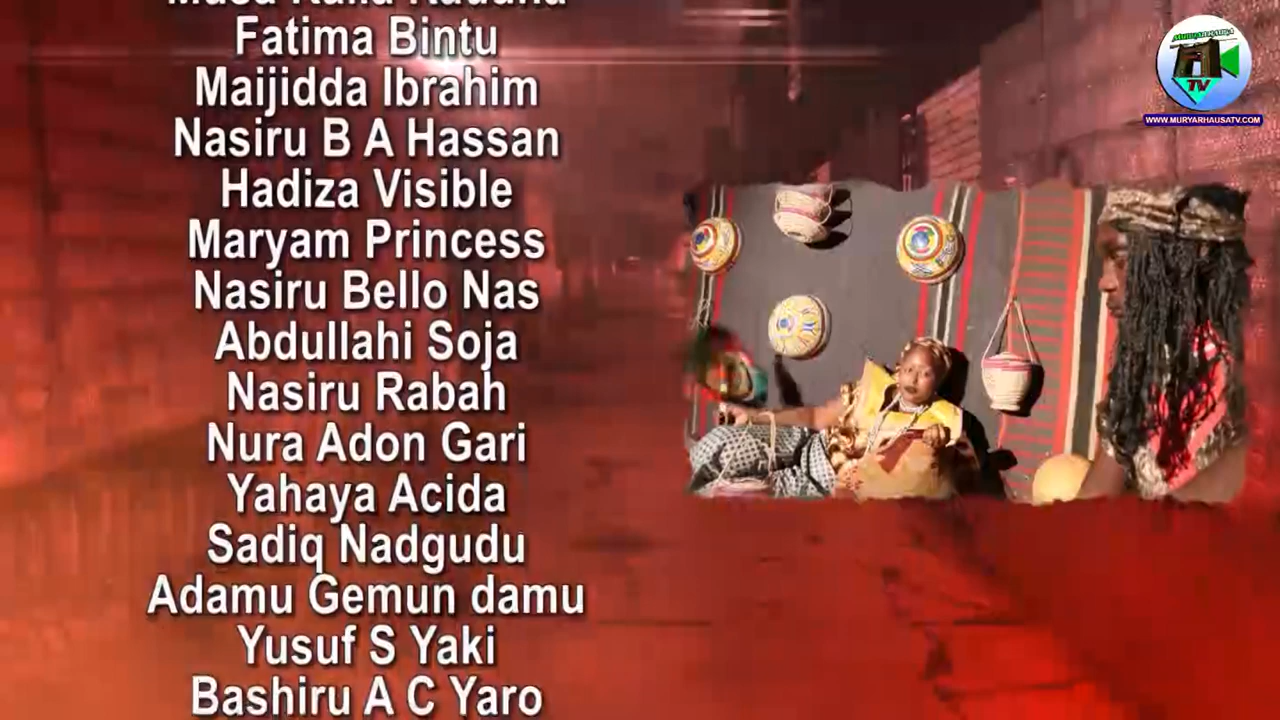 Fatima Bintu
Maijidda Ibrahim
Nasiru B A Hassan
Hadiza Visible
Maryam Princess
Nasiru Bello Nas
Abdullahi Soja
Nasiru Rabah
Nura Adon Gari
Yahaya Acida
Sadiq Nadgudu
Adamu Gemun damu
Yusuf S Yaki
Bashiru A C Yaro
TV
WWW.MURYARHAUSATV.COM